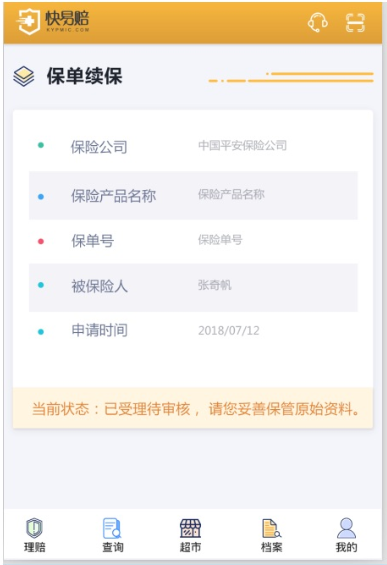 快易赔
KYPWIC.COM
保单续保
保险公司 中国平安保险公司
保险产品名称 保险产品名称
保单号 保险单号
被保险人 张奇帆
申请时间 2018/07/12
当前状态：已受理待审核，请您妥善保管原始资料。
理赔 查询 超市 档案 我的